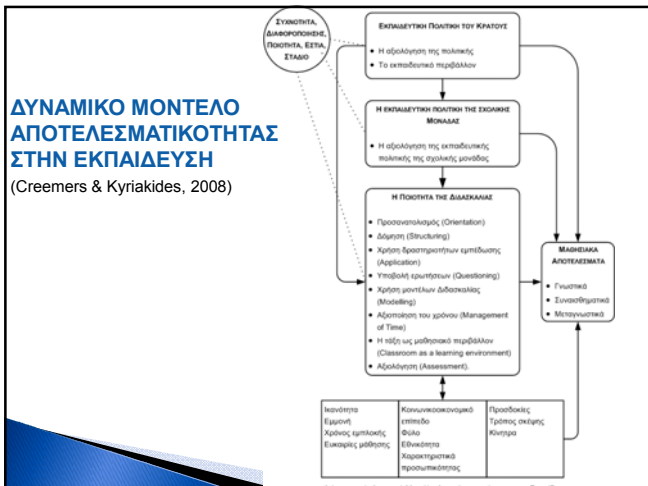 ΔΥΝΑΜΙΚΟ ΜΟΝΤΕΛΟ
ΑΠΟΤΕΛΕΣΜΑΤΙΚΟΤΗΤΑΣ
ΣΤΗΝ ΕΚΠΑΙΔΕΥΣΗ
(Creemers & Kyriakides, 2008)
ΣΥΧΝΟΤΗΤΑ,
ΔΙΑΦΟΡΟΠΟΙΗΣΗΣ,
ΠΟΙΟΤΗΤΑ, ΕΣΤΙΑ,
ΣΤΑΔΙΟ
ΕΚΠΑΙΔΕΥΤΙΚΗ ΠΟΛΙΤΙΚΗ ΤΟΥ ΚΡΑΤΟΥΣ
• Η αξιολόγηση της πολιτικής
• Το εκπαιδευτικό περιβάλλον
Η ΕΚΠΑΙΔΕΥΤΙΚΗ ΠΟΛΙΤΙΚΗ ΤΗΣ ΣΧΟΛΙΚΗΣ
ΜΟΝΑΔΑΣ
• Η αξιολόγηση της εκπαιδευτικής
πολιτικής της σχολικής μονάδας
Η ΠΟΙΟΤΗΤΑ ΤΗΣ ΔΙΔΑΣΚΑΛΙΑΣ
• Προσανατολισμός (Orientation)
• Δόμηση (Structuring)
• Χρήση δραστηριοτήτων εμπέδωσης
(Application)
• Υποβολή ερωτήσεων (Questioning)
• Χρήση μοντέλων Διδασκαλίας
(Modelling)
• Αξιοποίηση του χρόνου (Management
of Time)
• Η τάξη ως μαθησιακό περιβάλλον
(Classroom as a learning environment)
• Αξιολόγηση (Assessment).
ΜΑΘΗΣΙΑΚΑ
ΑΠΟΤΕΛΕΣΜΑΤΑ
• Γνωστικά
• Συναισθηματικά
• Μεταγνωστικά
Ικανότητα
Εμμονή
Χρόνος εμπλοκής
Ευκαιρίες μάθησης
Κοινωνικοοικονομικό
επίπεδο
Φύλο
Εθνικότητα
Χαρακτηριστικά
προσωπικότητας
Προσδοκίες
Τρόπος σκέψης
Κίνητρα